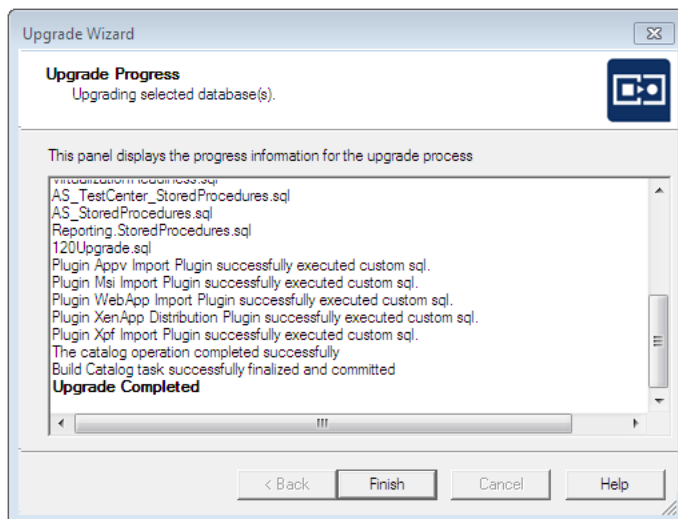 Upgrade Wizard
Upgrade Progress
Upgrading selected database(s).
This panel displays the progress information for the upgrade process
VirtualizationReadiness.sql
AS_TestCenter_StoredProcedures.sql
AS_StoredProcedures.sql
Reporting.StoredProcedures.sql
120Upgrade.sql
Plugin Appv Import Plugin successfully executed custom sql.
Plugin Msi Import Plugin successfully executed custom sql.
Plugin WebApp Import Plugin successfully executed custom sql.
Plugin XenApp Distribution Plugin successfully executed custom sql.
Plugin Xpf Import Plugin successfully executed custom sql.
The catalog operation completed successfully
Build Catalog task successfully finalized and committed
Upgrade Completed
< Back Finish Cancel Help